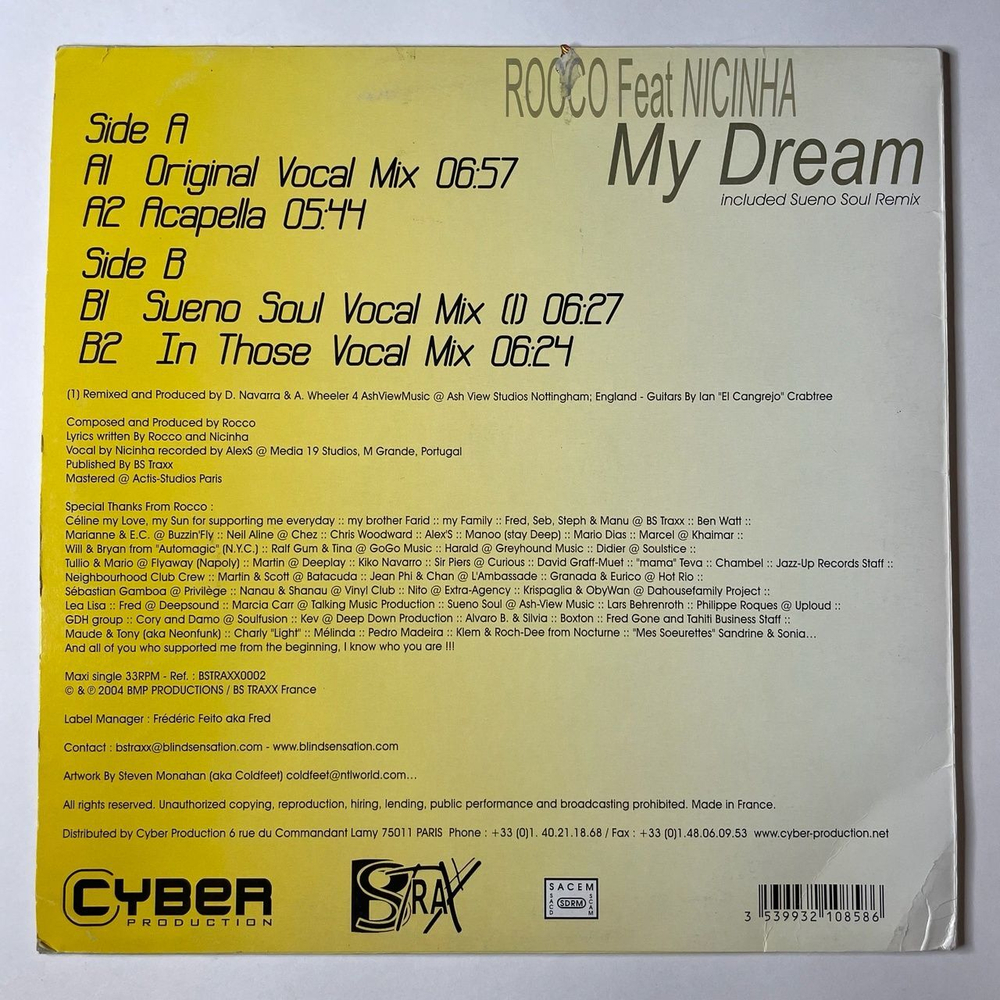 ROCCO Feat NICINHA
My Dream
included Sueno Soul Remix
Side A
A1 Original Vocal Mix 06:57
A2 Acapella 05:44
Side B
B1 Sueno Soul Vocal Mix (1) 06:27
B2 In Those Vocal Mix 06:24
(1) Remixed and Produced by D. Navarra & A. Wheeler 4 AshViewMusic @ Ash View Studios Nottingham; England - Guitars By Ian "El Cangrejo" Crabtree
Composed and Produced by Rocco
Lyrics written By Rocco and Nicinha
Vocal by Nicinha recorded by AlexS @ Media 19 Studios, M Grande, Portugal
Published By BS Traxx
Mastered @ Actis-Studios Paris
Special Thanks From Rocco :
Céline my Love, my Sun for supporting me everyday :: my brother Farid :: my Family :: Fred, Seb, Steph & Manu @ BS Traxx :: Ben Watt ::
Marianne & E.C. @ Buzzin'Fly :: Neil Aline @ Chez :: Chris Woodward :: Alex'S :: Manoo (stay Deep) :: Mario Dias :: Marcel @ Khaimar ::
Will & Bryan from "Automagic" (N.Y.C.) :: Ralf Gum & Tina @ GoGo Music :: Harald @ Greyhound Music :: Didier @ Soulstice ::
Tullio & Mario @ Flyaway (Napoly) :: Martin @ Deeplay :: Kiko Navarro :: Sir Piers @ Curious :: David Graff-Muet :: "mama" Teva :: Chambel :: Jazz-Up Records Staff ::
Neighbourhood Club Crew :: Martin & Scott @ Batacuda :: Jean Phi & Chan @ L'Ambassade :: Granada & Eurico @ Hot Rio ::
Sébastian Gamboa @ Privilège :: Nanau & Shanau @ Vinyl Club :: Nito @ Extra-Agency :: Krispaglia & ObyWan @ Dahousefamily Project ::
Lea Lisa :: Fred @ Deepsound :: Marcia Carr @ Talking Music Production :: Sueno Soul @ Ash-View Music :: Lars Behrenroth :: Philippe Roques @ Uploud ::
GDH group :: Cory and Damo @ Soulfusion :: Kev @ Deep Down Production :: Alvaro B. & Silvia :: Boxton :: Fred Gone and Tahiti Business Staff ::
Maude & Tony (aka Neonfunk) :: Charly "Light" :: Mélinda :: Pedro Madeira :: Klem & Roch-Dee from Nocturne :: "Mes Soeurettes" Sandrine & Sonia...
And all of you who supported me from the beginning, I know who you are !!!
Maxi single 33RPM - Ref. : BSTRAXX0002
© & ℗ 2004 BMP PRODUCTIONS / BS TRAXX France
Label Manager : Frédéric Feito aka Fred
Contact : bstraxx@blindsensation.com - www.blindsensation.com
Artwork By Steven Monahan (aka Coldfeet) coldfeet@ntlworld.com...
All rights reserved. Unauthorized copying, reproduction, hiring, lending, public performance and broadcasting prohibited. Made in France.
Distributed by Cyber Production 6 rue du Commandant Lamy 75011 PARIS Phone : +33 (0)1. 40.21.18.68 / Fax : +33 (0)1.48.06.09.53 www.cyber-production.net
CYBER
PRODUCTION
BSTRAXX
SACEM
SACD
SDRM
SCAM
3 539932 108586